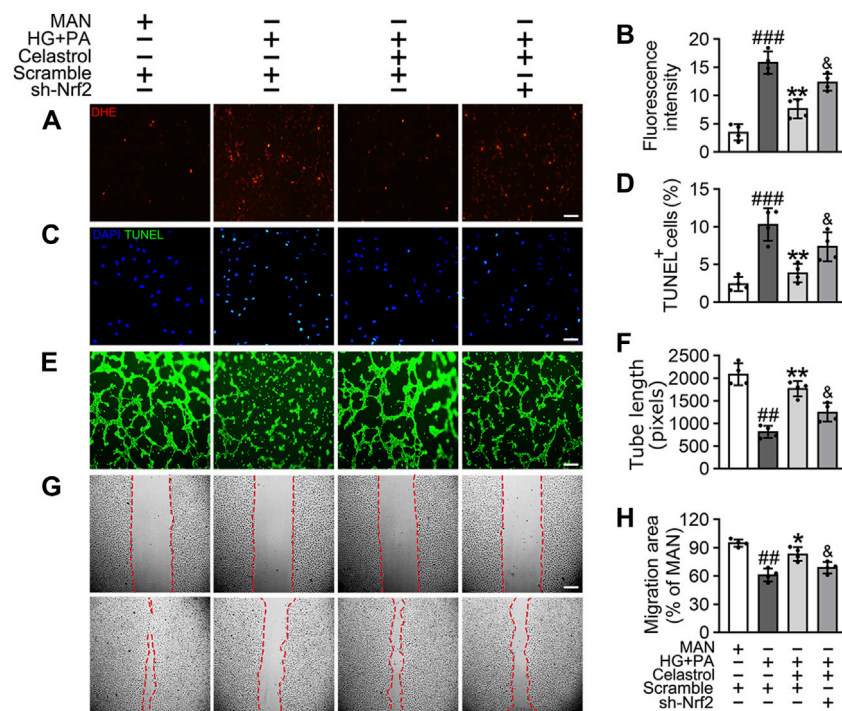 MAN + − − −
HG+PA − + + +
Celastrol − − + +
Scramble + + + −
sh-Nrf2 − − − +
A
DHE
B
Fluorescence intensity
20
15
10
5
0
###
**
&
C
DAPI TUNEL
D
TUNEL+ cells (%)
15
10
5
0
###
**
&
E
F
Tube length (pixels)
2500
2000
1500
1000
500
0
##
**
&
G
H
Migration area (% of MAN)
120
90
60
30
0
##
*
&
MAN + − − −
HG+PA − + + +
Celastrol − − + +
Scramble + + + −
sh-Nrf2 − − − +